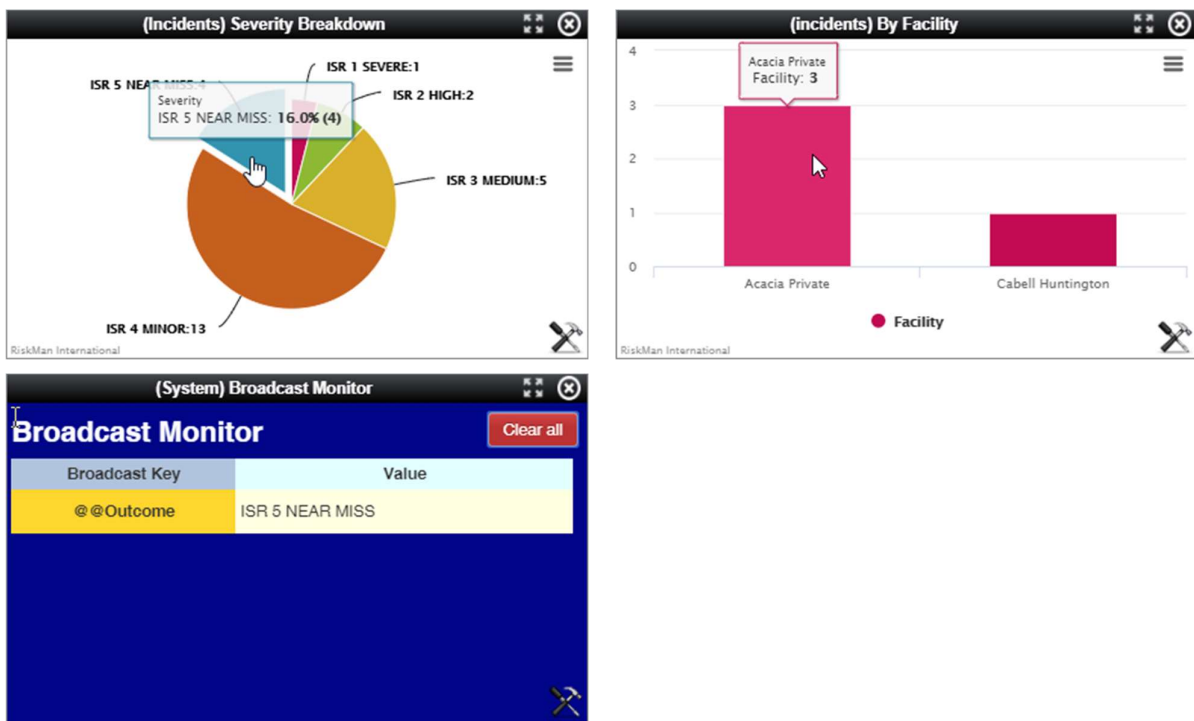 (Incidents) Severity Breakdown
ISR 1 SEVERE:1
ISR 5 NEAR MISS:4
ISR 2 HIGH:2
Severity
ISR 5 NEAR MISS: 16.0% (4)
ISR 3 MEDIUM:5
ISR 4 MINOR:13
RiskMan International
(incidents) By Facility
4
Acacia Private
Facility: 3
3
2
1
0
Acacia Private
Cabell Huntington
Facility
RiskMan International
(System) Broadcast Monitor
Broadcast Monitor
Clear all
Broadcast Key Value
@@Outcome ISR 5 NEAR MISS